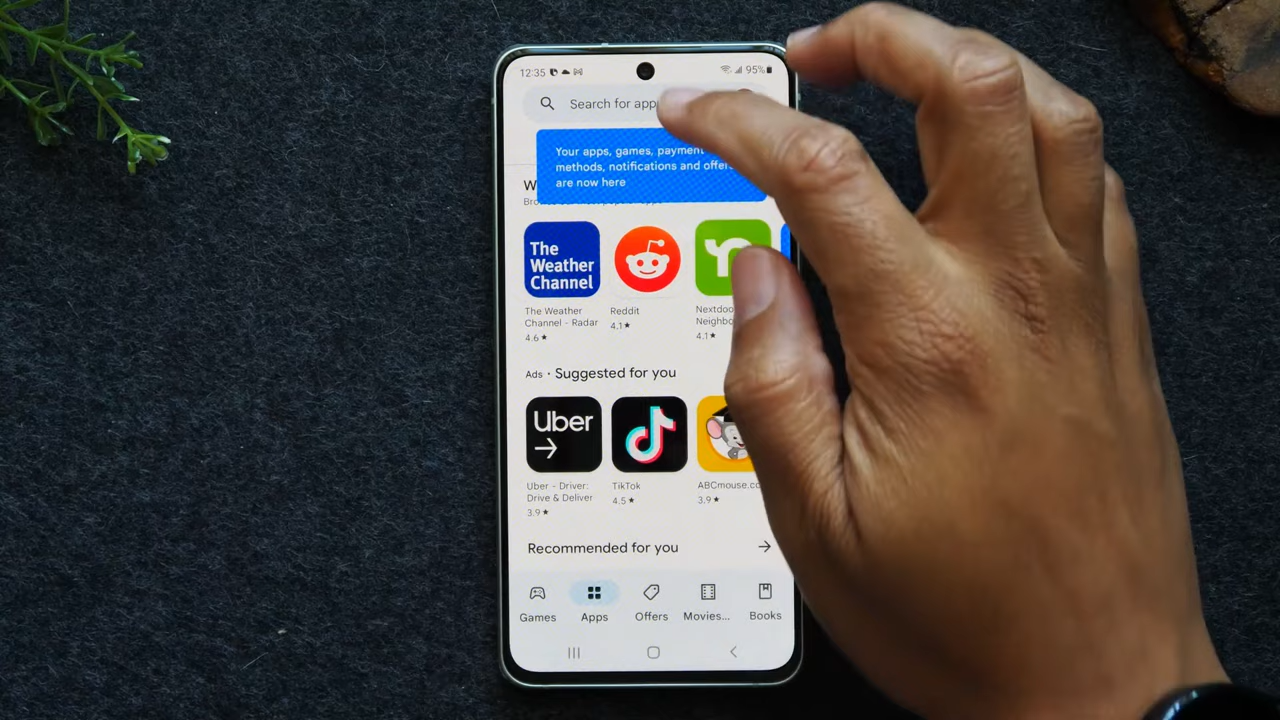 12:35
95%
Search for app
Your apps, games, payment
methods, notifications and offers
are now here
W
The
Weather
Channel
The Weather
Channel - Radar
4.6★
Reddit
4.1★
Nextdoo
Neighbo
4.1★
Ads • Suggested for you
Uber
Uber - Driver:
Drive & Deliver
3.9★
TikTok
4.5★
ABCmouse.co
3.9★
Recommended for you
Games
Apps
Offers
Movies...
Books